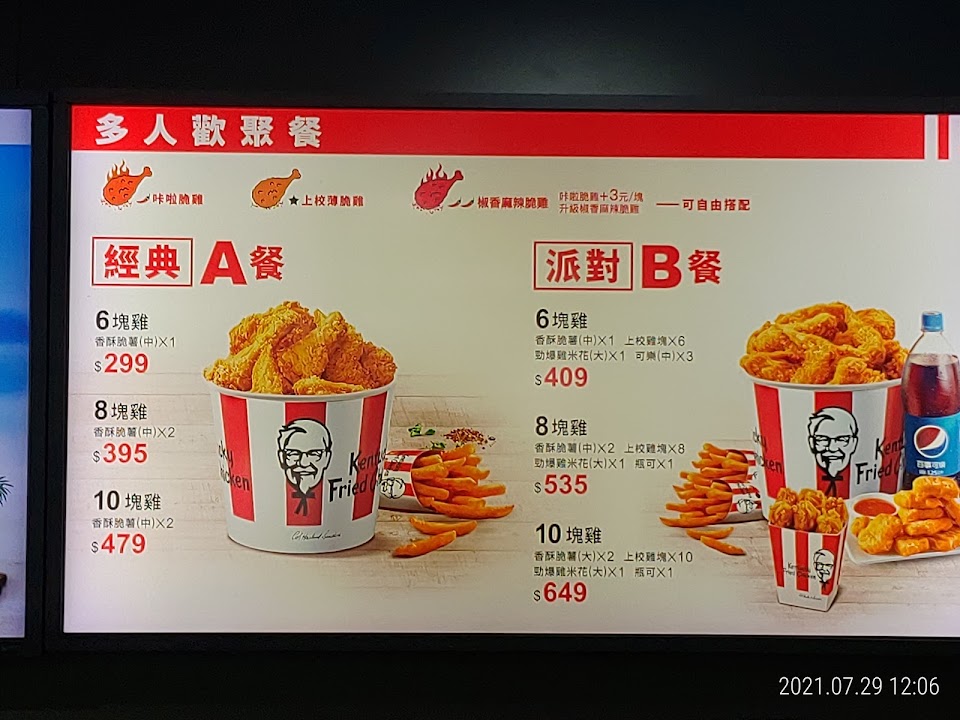 多人歡聚餐
咔啦脆雞
★上校薄脆雞
椒香麻辣脆雞
咔啦脆雞+3元/塊
升級椒香麻辣脆雞
可自由搭配
經典A餐
6塊雞
香酥脆薯(中)X1
$299
8塊雞
香酥脆薯(中)X2
$395
10塊雞
香酥脆薯(中)X2
$479
派對B餐
6塊雞
香酥脆薯(中)X1 上校雞塊X6
勁爆雞米花(大)X1 可樂(中)X3
$409
8塊雞
香酥脆薯(中)X2 上校雞塊X8
勁爆雞米花(大)X1 瓶可X1
$535
10塊雞
香酥脆薯(大)X2 上校雞塊X10
勁爆雞米花(大)X1 瓶可X1
$649
Fried
百事可樂
2021.07.29 12:06